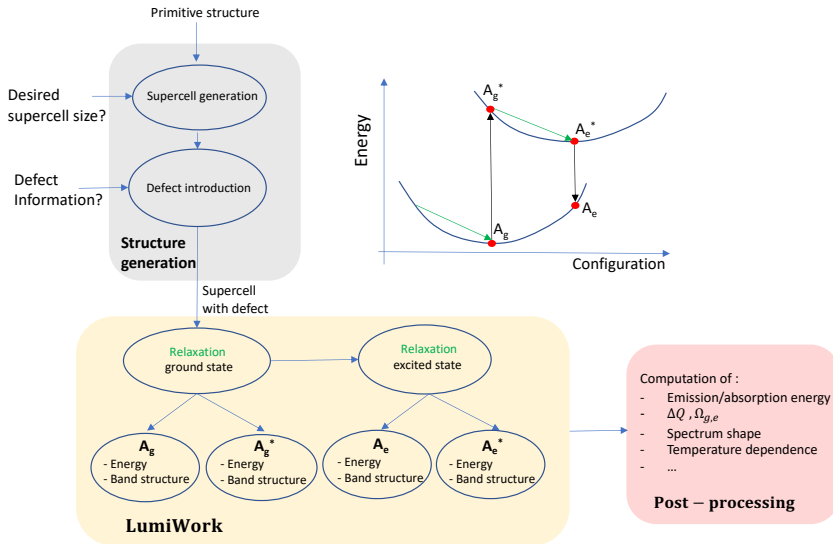 Primitive structure
Desired
supercell size?
Supercell generation
Defect
Information?
Defect introduction
Structure
generation
Supercell
with defect
Energy
A_g^*
A_e^*
A_g
A_e
Configuration
Relaxation
ground state
Relaxation
excited state
A_g
- Energy
- Band structure
A_g^*
- Energy
- Band structure
A_e
- Energy
- Band structure
A_e^*
- Energy
- Band structure
LumiWork
Computation of :
- Emission/absorption energy
- ΔQ , Ω_{g,e}
- Spectrum shape
- Temperature dependence
- ...
Post − processing